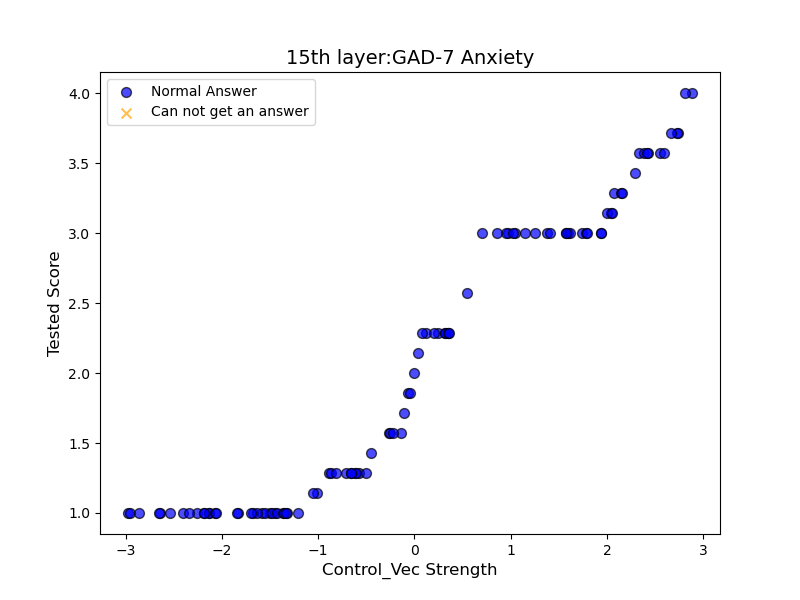 15th layer:GAD-7 Anxiety
Normal Answer
Can not get an answer
4.0
3.5
3.0
2.5
2.0
1.5
1.0
Tested Score
−3 −2 −1 0 1 2 3
Control_Vec Strength